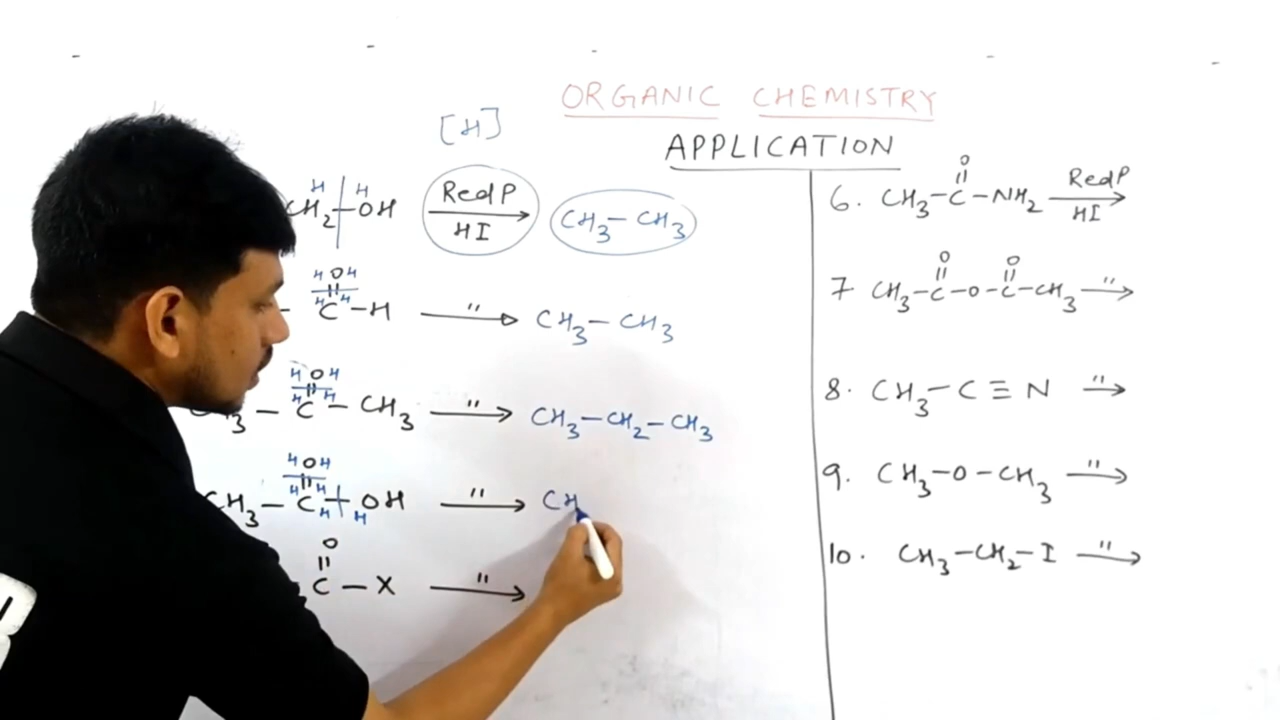 ORGANIC CHEMISTRY
APPLICATION
[H]
H H
CH2-OH Red P / HI → CH3-CH3
H O H
H H
-C-H " → CH3-CH3
H O H
H H
CH3-C-CH3 " → CH3-CH2-CH3
H O H
H H H H
CH3-C-OH " → CH
O
C-X " →
6. CH3-C(=O)-NH2 Red P / HI →
7 CH3-C(=O)-O-C(=O)-CH3 " →
8. CH3-C≡N " →
9. CH3-O-CH3 " →
10. CH3-CH2-I " →